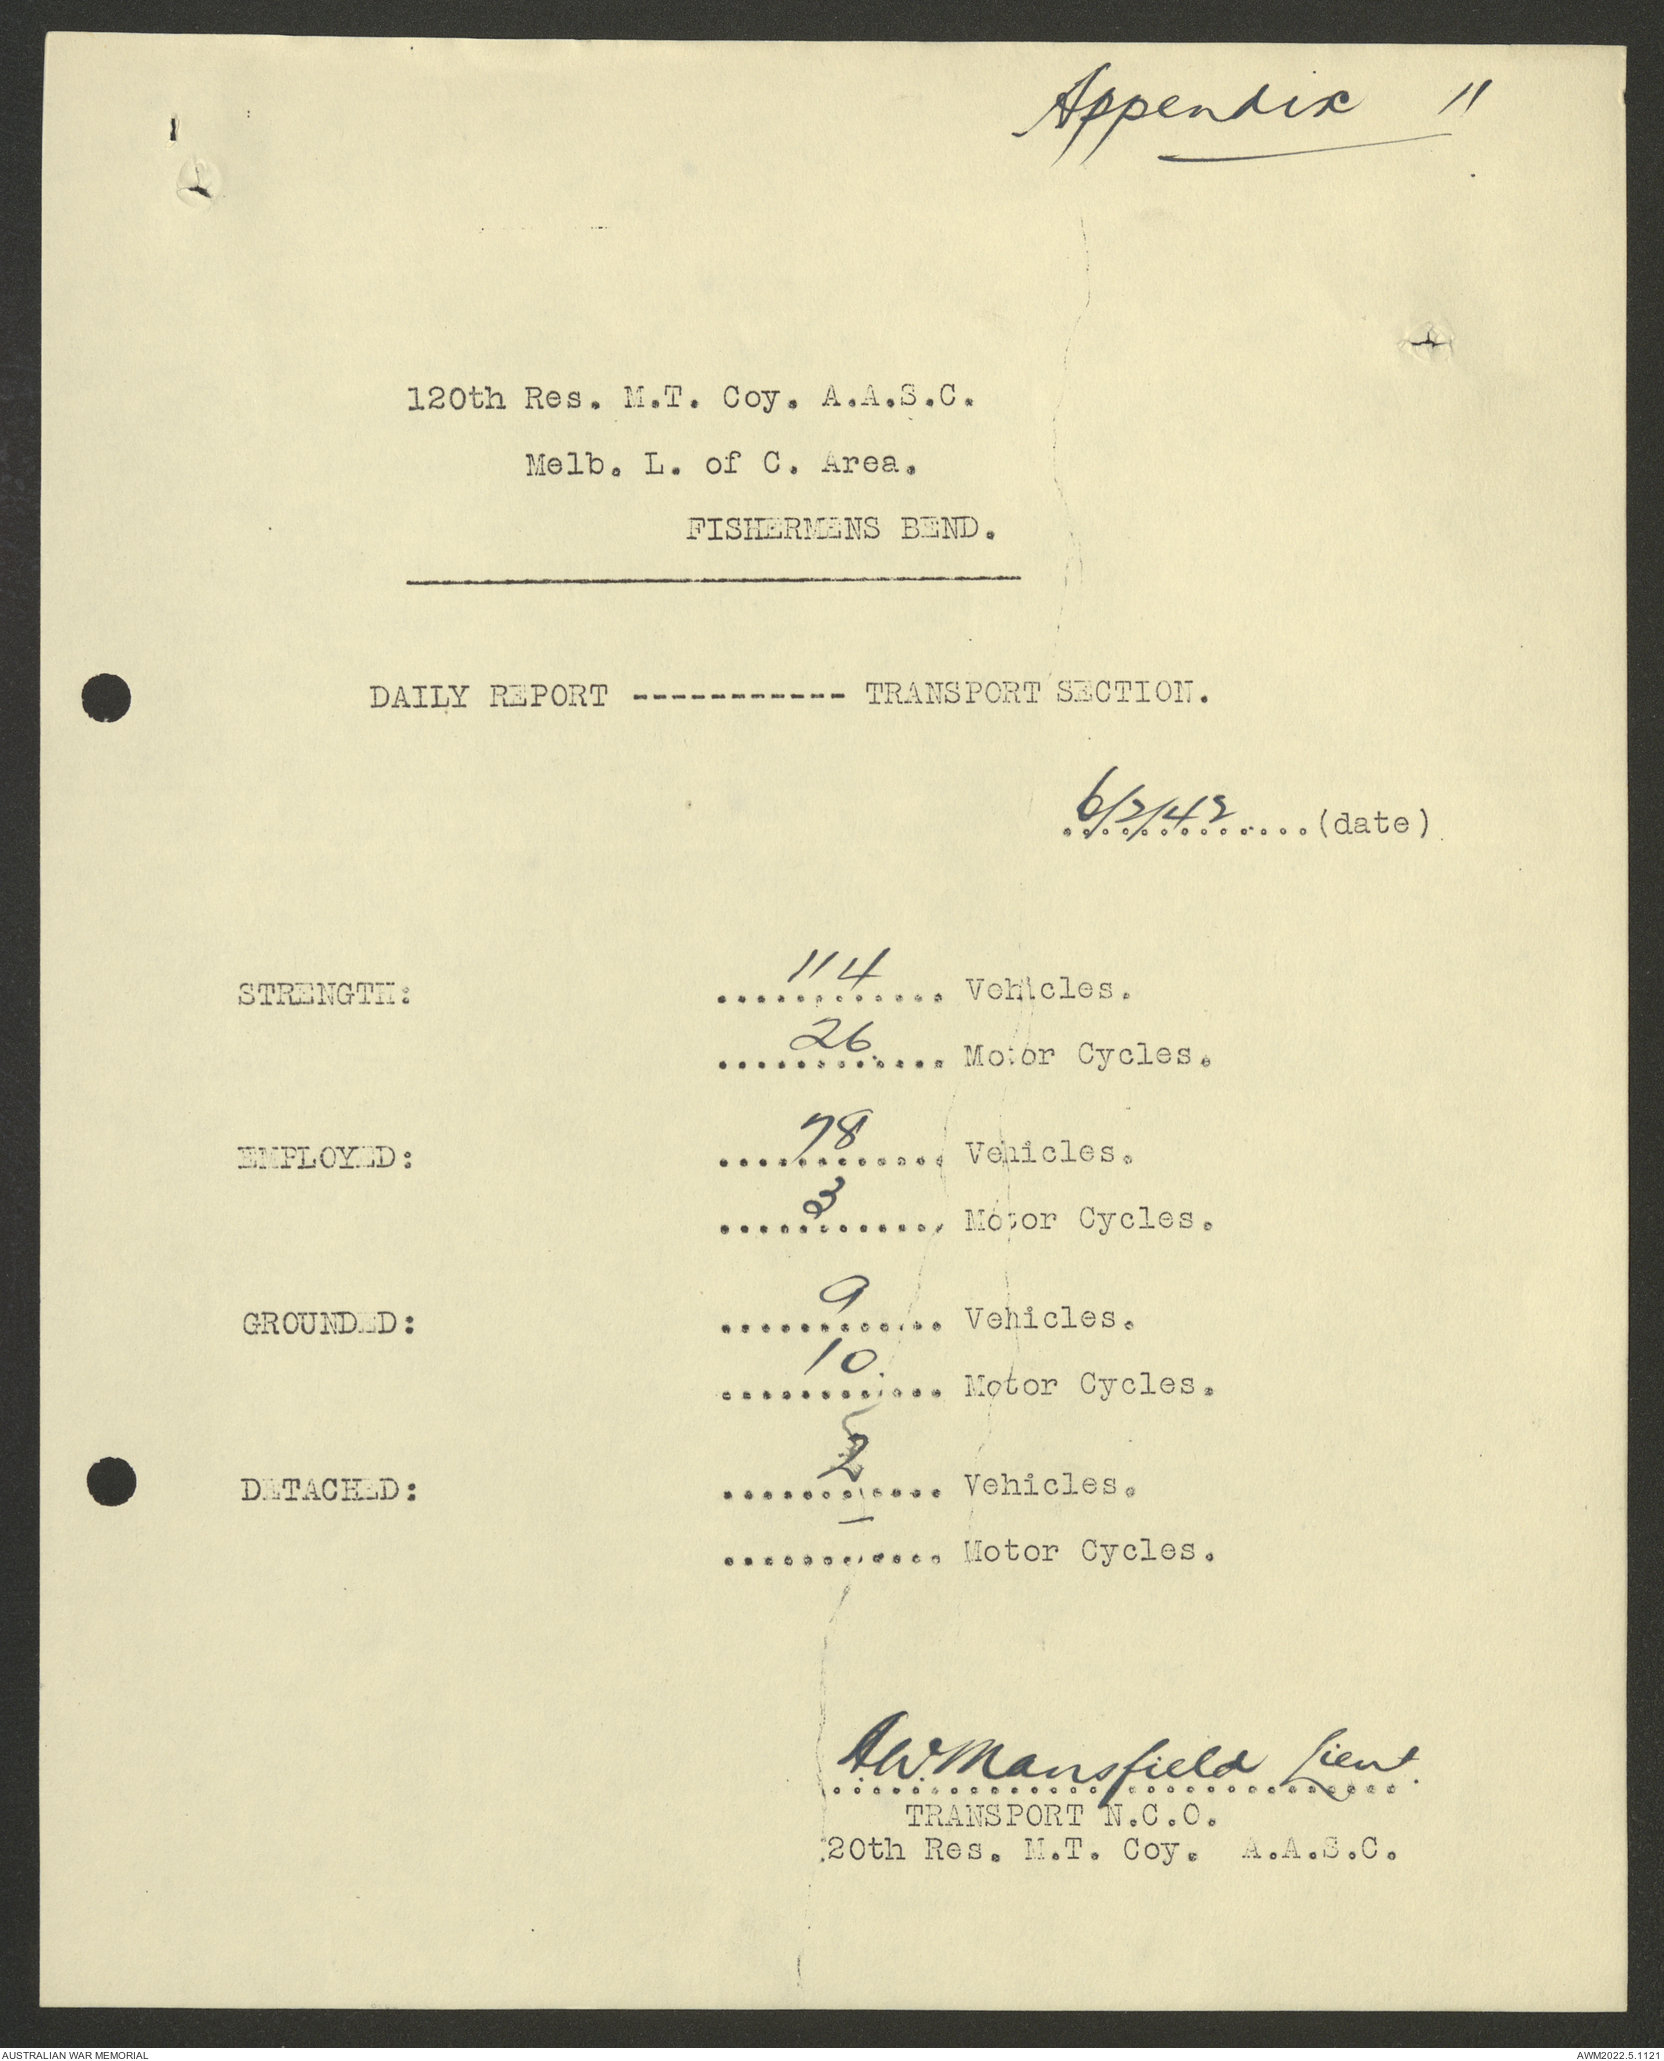 Appendix 11
120th Res. M.T. Coy. A.A.S.C.
Melb. L. of C. Area.
FISHERMENS BEND.
DAILY REPORT ----------- TRANSPORT SECTION.
6/2/42.............(date)
STRENGTH: 114 ............ Vehicles.
26 ............ Motor Cycles.
EMPLOYED: 78 ............ Vehicles.
3 ............ Motor Cycles.
GROUNDED: 9 ............ Vehicles.
10 ............ Motor Cycles.
DETACHED: 2 ............ Vehicles.
– ............ Motor Cycles.
A.W. Mansfield Lieut.
TRANSPORT N.C.O.
20th Res. M.T. Coy. A.A.S.C.
AUSTRALIAN WAR MEMORIAL
AWM2022.5.1121